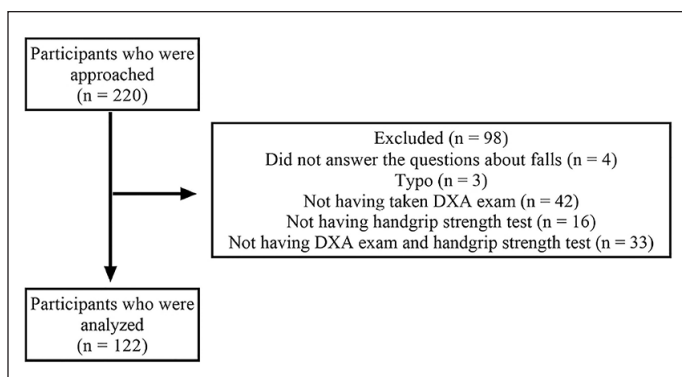 Participants who were
approached
(n = 220)
Excluded (n = 98)
Did not answer the questions about falls (n = 4)
Typo (n = 3)
Not having taken DXA exam (n = 42)
Not having handgrip strength test (n = 16)
Not having DXA exam and handgrip strength test (n = 33)
Participants who were
analyzed
(n = 122)